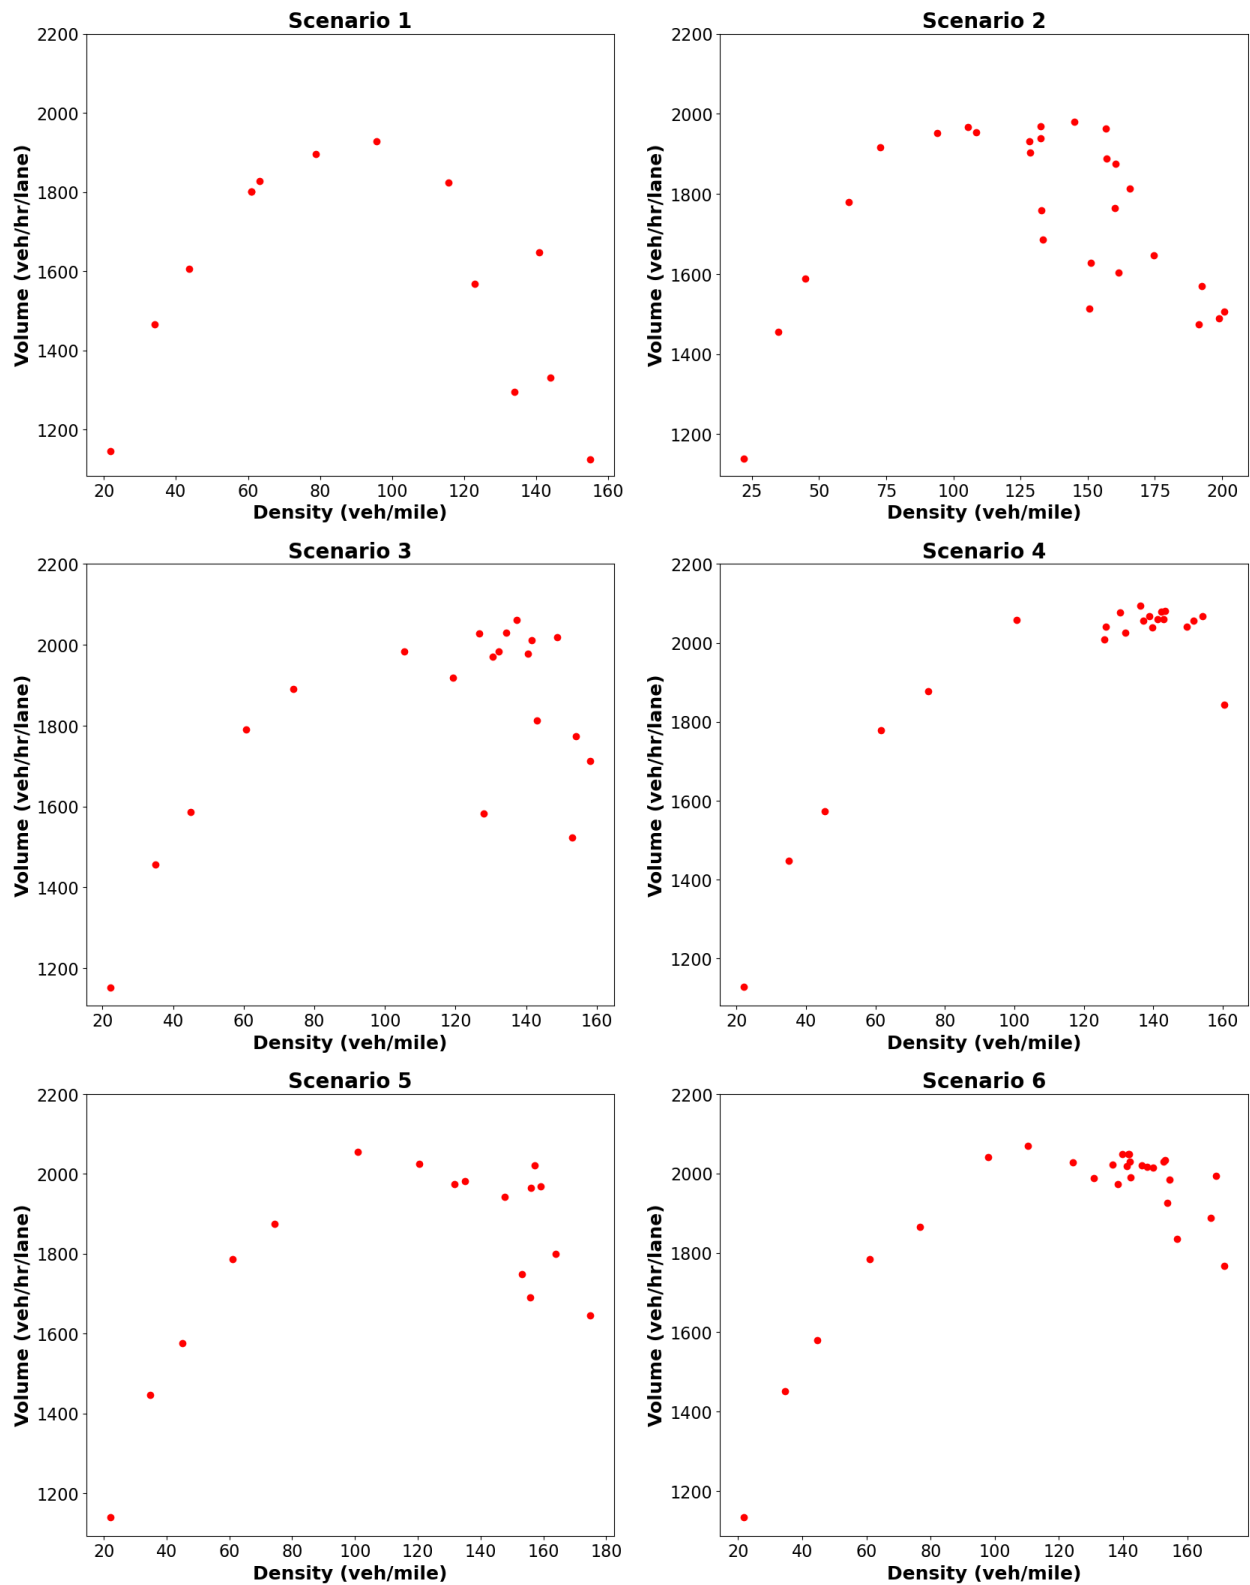 Scenario 1
2200
2000
1800
1600
1400
1200
Volume (veh/hr/lane)
20 40 60 80 100 120 140 160
Density (veh/mile)
Scenario 2
2200
2000
1800
1600
1400
1200
Volume (veh/hr/lane)
25 50 75 100 125 150 175 200
Density (veh/mile)
Scenario 3
2200
2000
1800
1600
1400
1200
Volume (veh/hr/lane)
20 40 60 80 100 120 140 160
Density (veh/mile)
Scenario 4
2200
2000
1800
1600
1400
1200
Volume (veh/hr/lane)
20 40 60 80 100 120 140 160
Density (veh/mile)
Scenario 5
2200
2000
1800
1600
1400
1200
Volume (veh/hr/lane)
20 40 60 80 100 120 140 160 180
Density (veh/mile)
Scenario 6
2200
2000
1800
1600
1400
1200
Volume (veh/hr/lane)
20 40 60 80 100 120 140 160
Density (veh/mile)